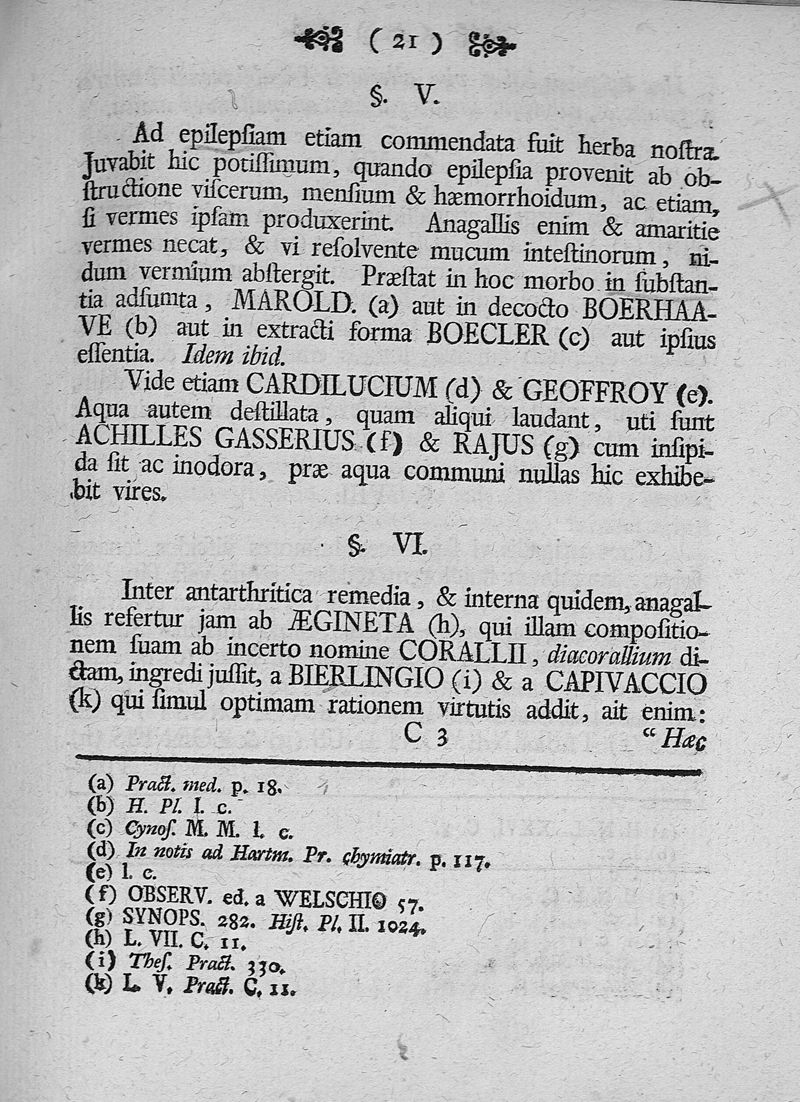 ( 21 )
§. V.
Ad epilepſiam etiam commendata fuit herba noſtra.
Juvabit hic potiſſimum, quando epilepſia provenit ab ob-
ſtructione viſcerum, menſium & hæmorrhoidum, ac etiam,
ſi vermes ipſam produxerint. Anagallis enim & amaritie
vermes necat, & vi reſolvente mucum inteſtinorum, ni-
dum vermium abſtergit. Præſtat in hoc morbo in ſubſtan-
tia adſumta, MAROLD. (a) aut in decocto BOERHAA-
VE (b) aut in extracti forma BOECLER (c) aut ipſius
eſſentia. Idem ibid.
Vide etiam CARDILUCIUM (d) & GEOFFROY (e).
Aqua autem deſtillata, quam aliqui laudant, uti ſunt
ACHILLES GASSERIUS (f) & RAJUS (g) cum inſipi-
da ſit ac inodora, præ aqua communi nullas hic exhibe-
bit vires.
§. VI.
Inter antarthritica remedia, & interna quidem, anagal-
lis refertur jam ab ÆGINETA (h), qui illam compoſitio-
nem ſuam ab incerto nomine CORALLII, diacorallium di-
ctam, ingredi juſſit, a BIERLINGIO (i) & a CAPIVACCIO
(k) qui ſimul optimam rationem virtutis addit, ait enim:
C 3 “Hæc
(a) Pract. med. p. 18.
(b) H. Pl. l. c.
(c) Cynoſ. M. M. l. c.
(d) In notis ad Hartm. Pr. chymiatr. p. 117.
(e) l. c.
(f) OBSERV. ed. a WELSCHIO 57.
(g) SYNOPS. 282. Hiſt. Pl. II. 1024.
(h) L. VII. C. 11.
(i) Theſ. Pract. 330.
(k) L. V. Pract. C. 11.